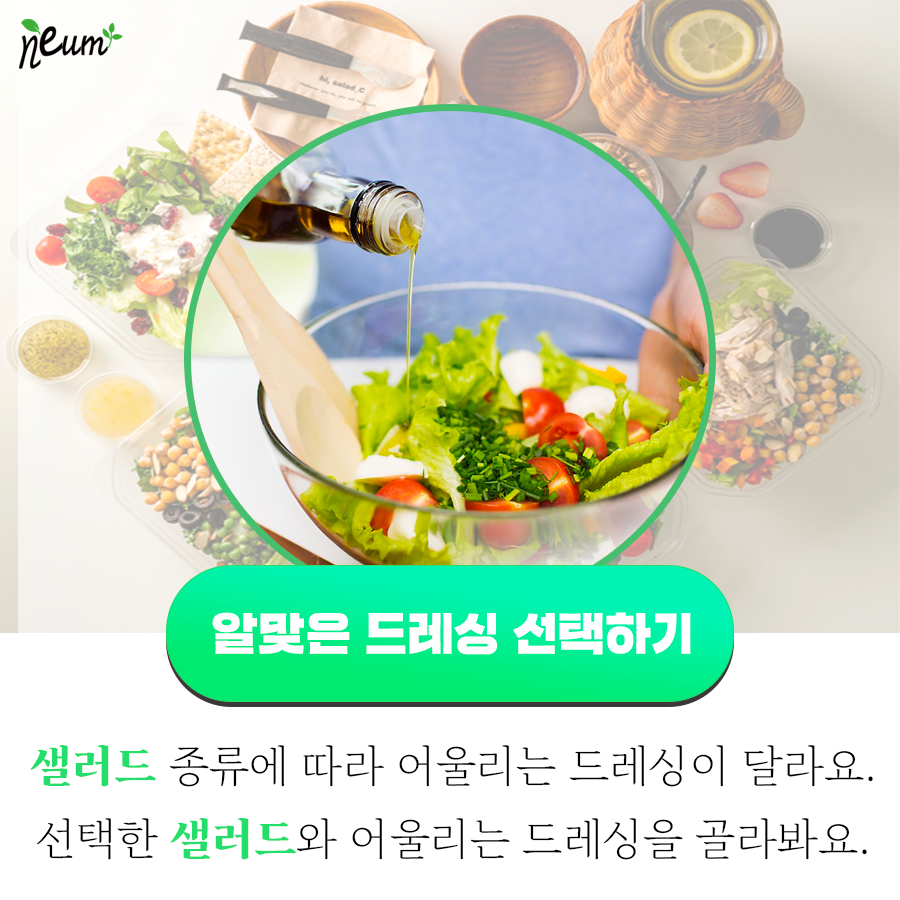 neum
hi, salad_C
알맞은 드레싱 선택하기
샐러드 종류에 따라 어울리는 드레싱이 달라요.
선택한 샐러드와 어울리는 드레싱을 골라봐요.